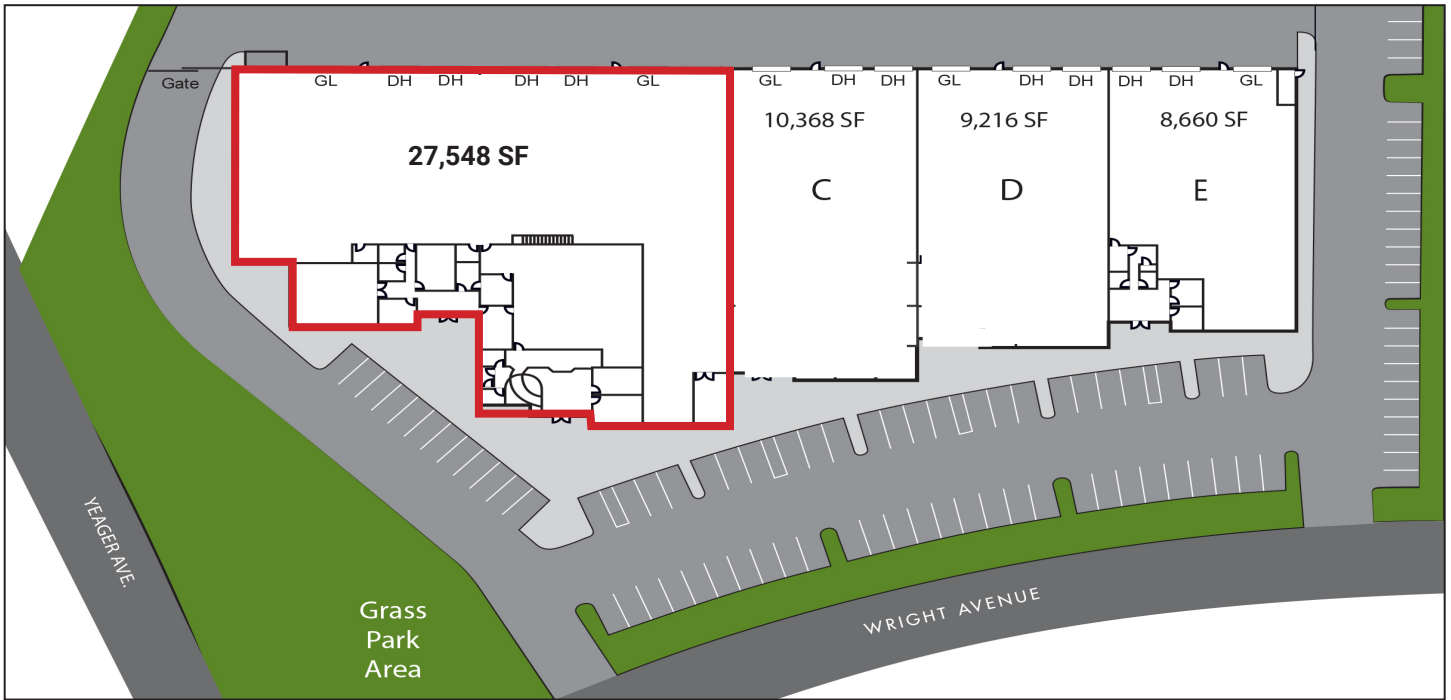 Gate
GL DH DH DH DH GL
GL DH DH
GL DH DH
DH DH GL
27,548 SF
10,368 SF
C
9,216 SF
D
8,660 SF
E
YEAGER AVE.
Grass
Park
Area
WRIGHT AVENUE